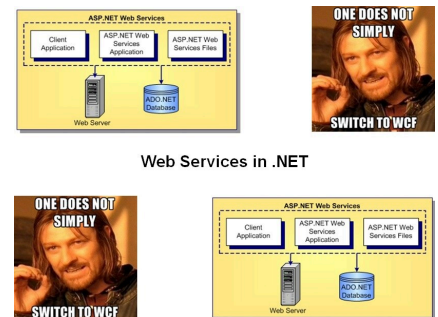 ASP.NET Web Services
Client
Application
ASP.NET Web
Services
Application
ASP.NET Web
Services Files
Web Server
ADO.NET
Database
ONE DOES NOT
SIMPLY
SWITCH TO WCF
Web Services in .NET
ONE DOES NOT
SIMPLY
SWITCH TO WCF
ASP.NET Web Services
Client
Application
ASP.NET Web
Services
Application
ASP.NET Web
Services Files
Web Server
ADO.NET
Database